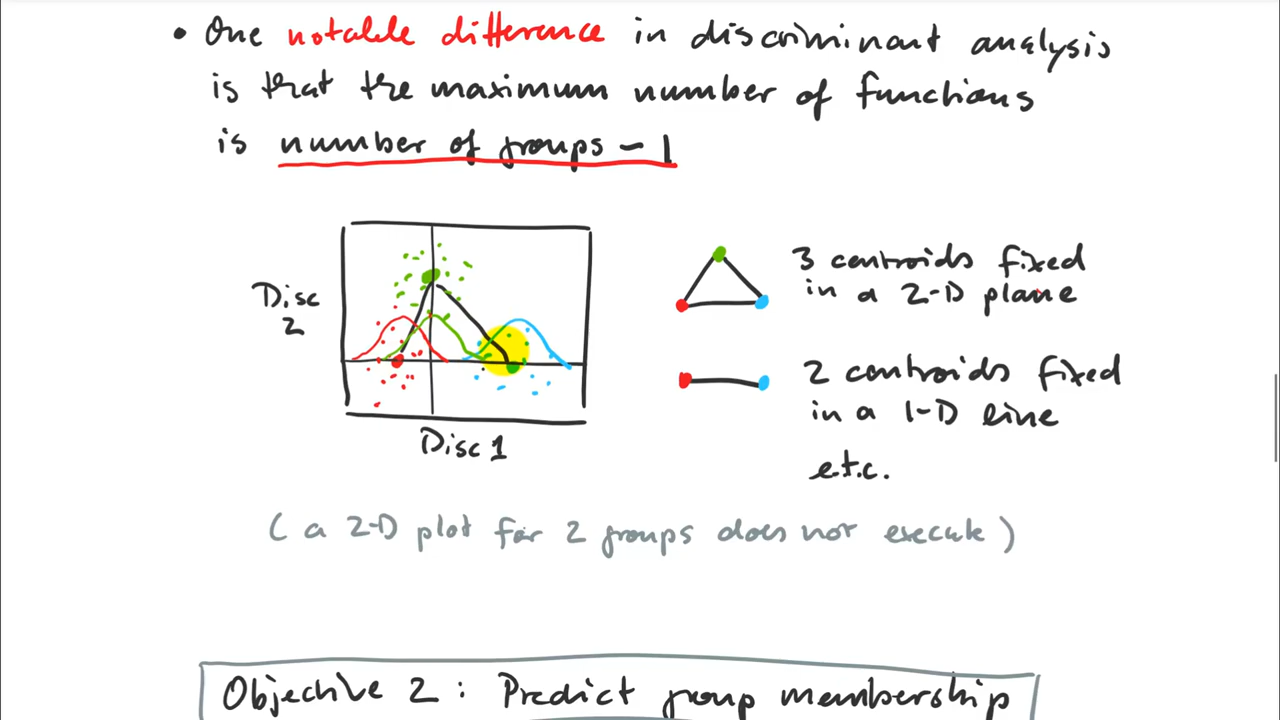 • One notable difference in discriminant analysis
is that the maximum number of functions
is number of groups - 1
Disc
2
Disc 1
3 centroids fixed
in a 2-D plane
2 centroids fixed
in a 1-D line
e.t.c.
( a 2-D plot for 2 groups does not execute )
Objective 2 : Predict group membership